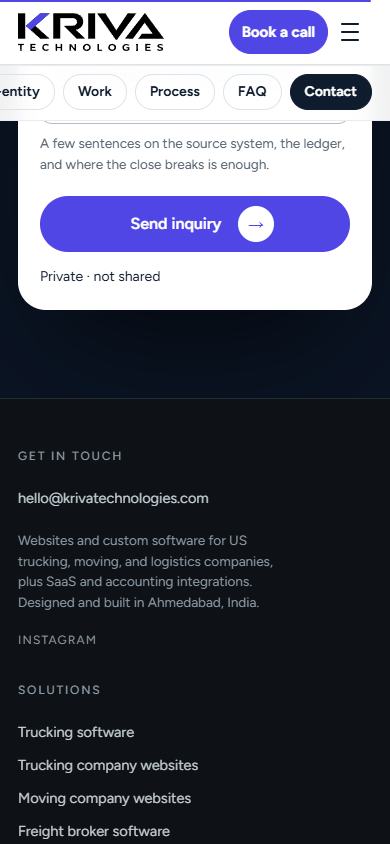 KRIVA
TECHNOLOGIES
Book a call
-entity
Work
Process
FAQ
Contact
A few sentences on the source system, the ledger,
and where the close breaks is enough.
Send inquiry →
Private · not shared
GET IN TOUCH
hello@krivatechnologies.com
Websites and custom software for US
trucking, moving, and logistics companies,
plus SaaS and accounting integrations.
Designed and built in Ahmedabad, India.
INSTAGRAM
SOLUTIONS
Trucking software
Trucking company websites
Moving company websites
Freight broker software